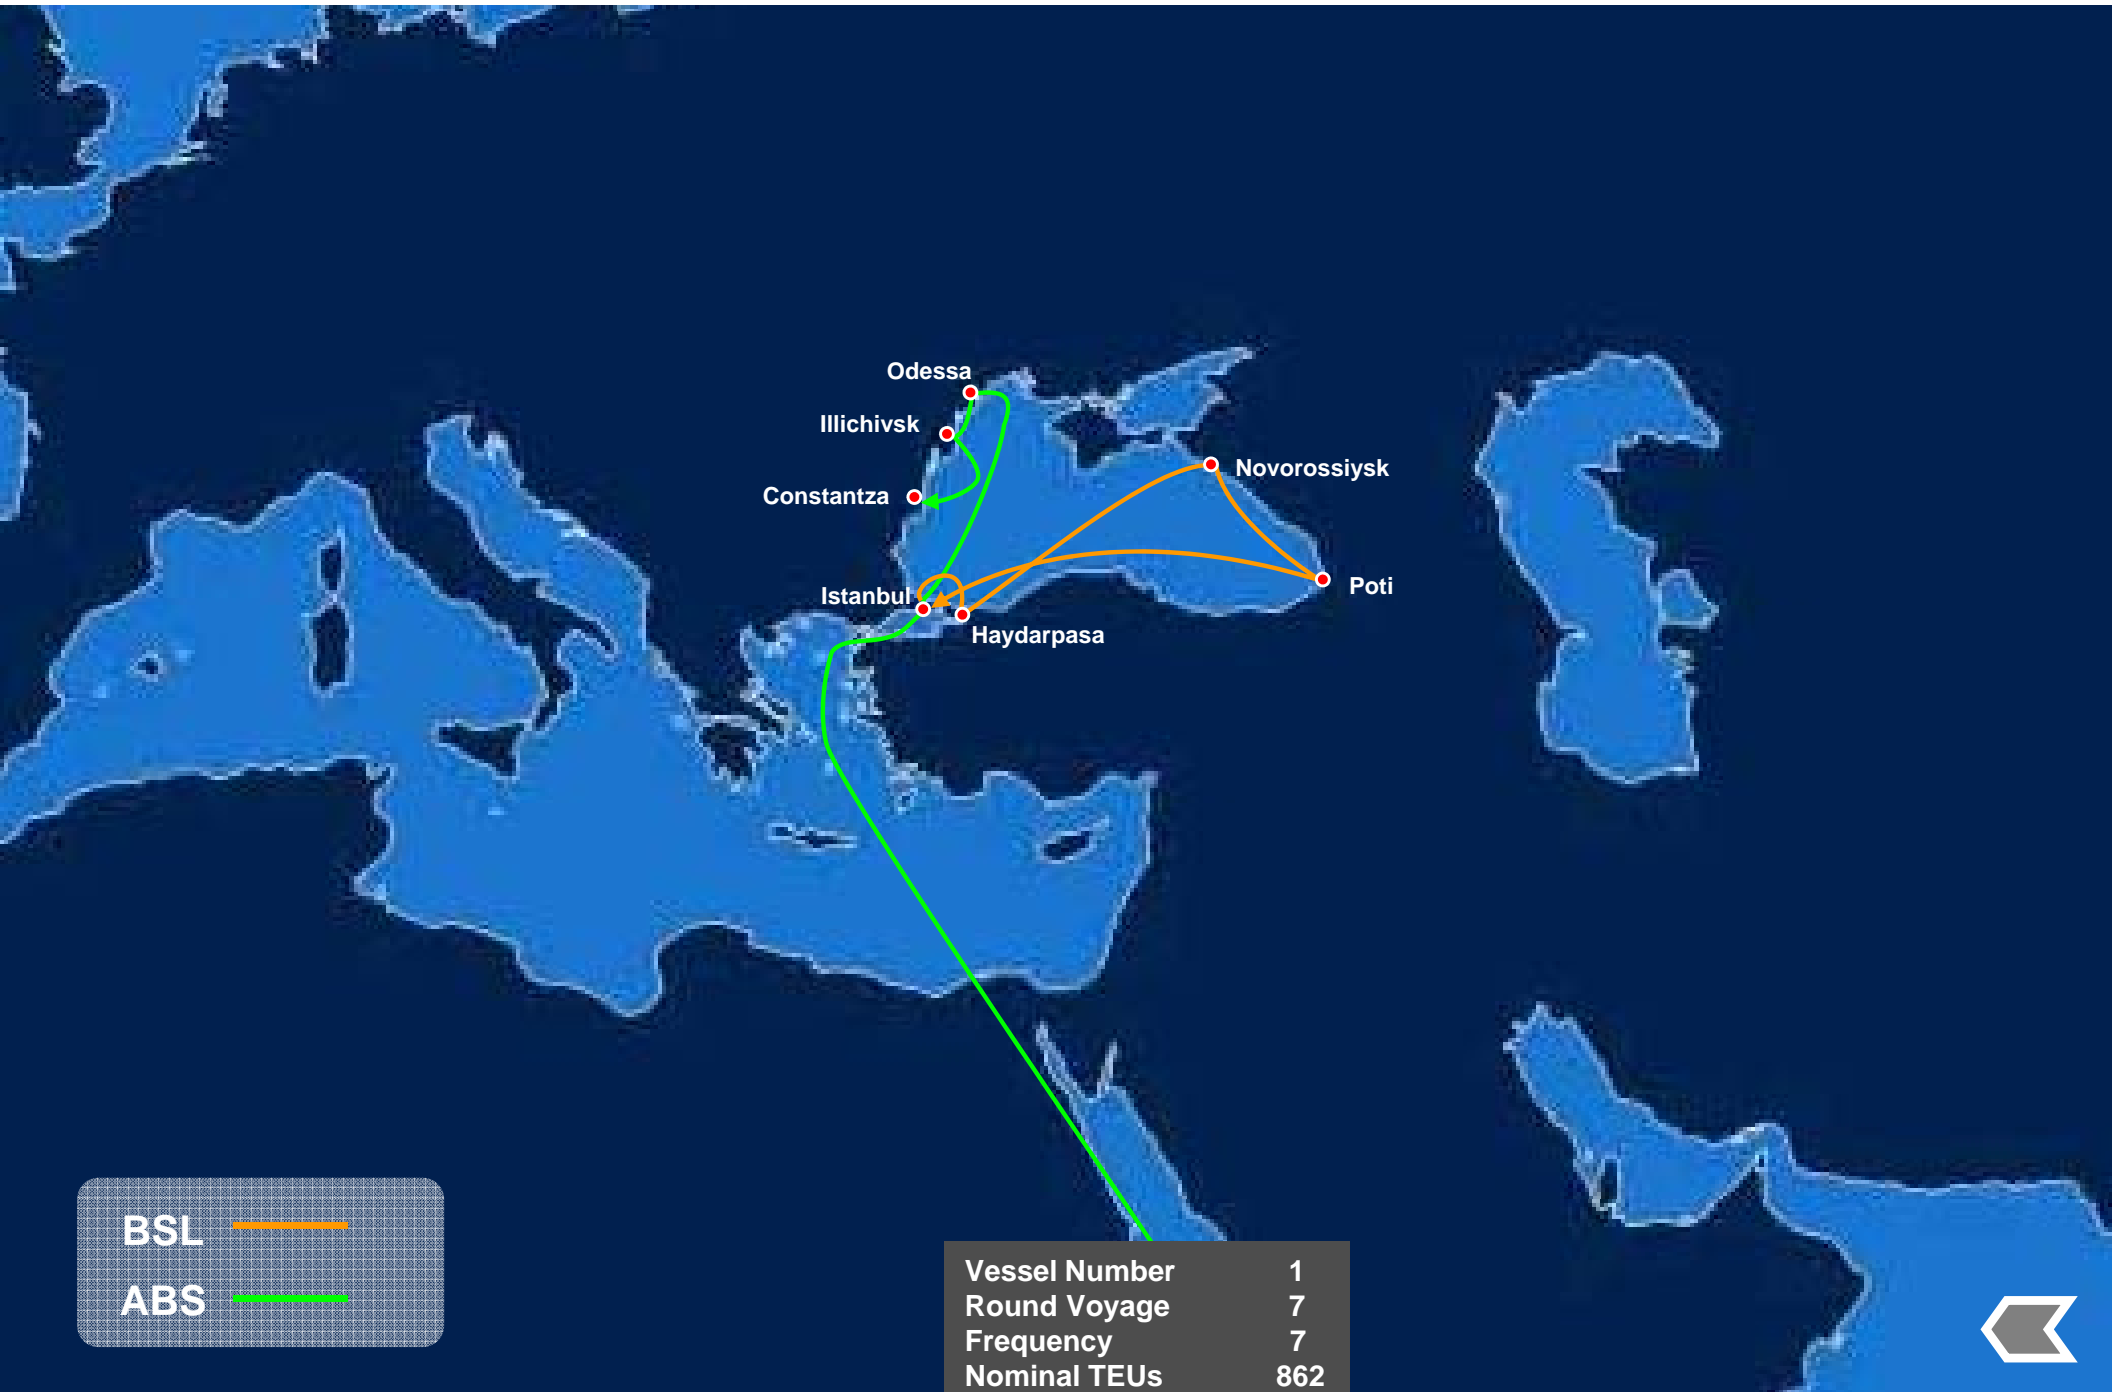 Odessa
Illichivsk
Novorossiysk
Constantza
Poti
Istanbul
Haydarpasa
BSL
ABS
Vessel Number 1
Round Voyage 7
Frequency 7
Nominal TEUs 862